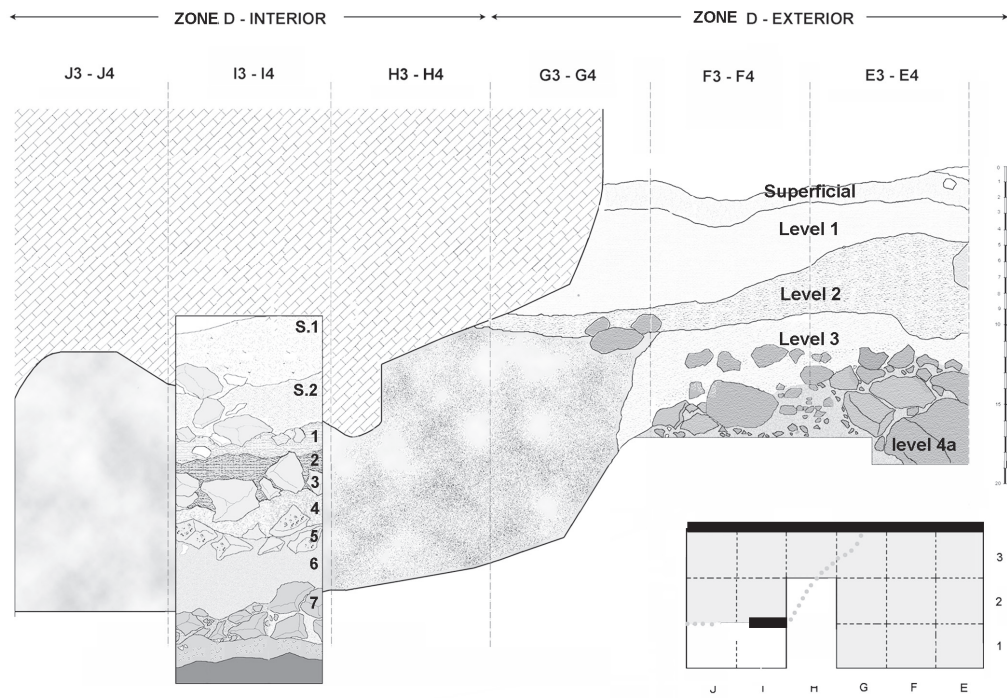 ZONE D - INTERIOR
ZONE D - EXTERIOR
J3 - J4
I3 - I4
H3 - H4
G3 - G4
F3 - F4
E3 - E4
Superficial
Level 1
Level 2
Level 3
level 4a
S.1
S.2
1
2
3
4
5
6
7
3
2
1
J
I
H
G
F
E